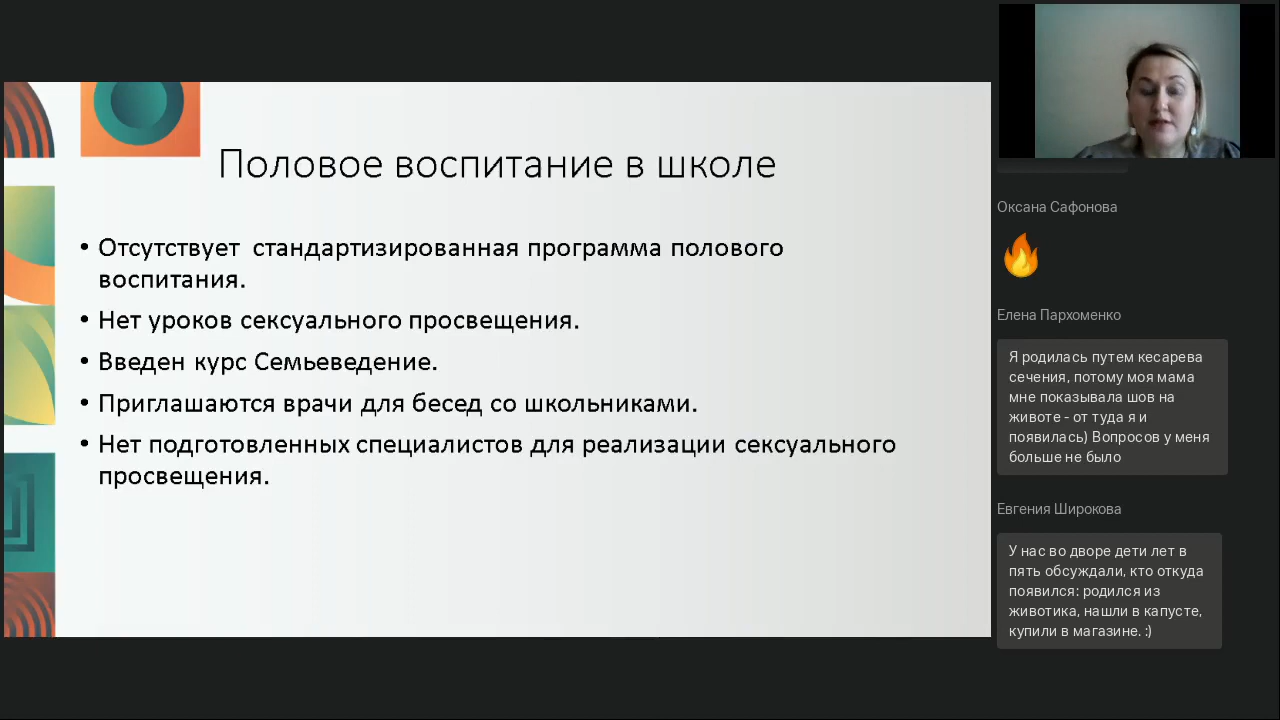 Половое воспитание в школе
• Отсутствует стандартизированная программа полового
воспитания.
• Нет уроков сексуального просвещения.
• Введен курс Семьеведение.
• Приглашаются врачи для бесед со школьниками.
• Нет подготовленных специалистов для реализации сексуального
просвещения.
Оксана Сафонова
🔥
Елена Пархоменко
Я родилась путем кесарева
сечения, потому моя мама
мне показывала шов на
животе - от туда я и
появилась) Вопросов у меня
больше не было
Евгения Широкова
У нас во дворе дети лет в
пять обсуждали, кто откуда
появился: родился из
животика, нашли в капусте,
купили в магазине. :)